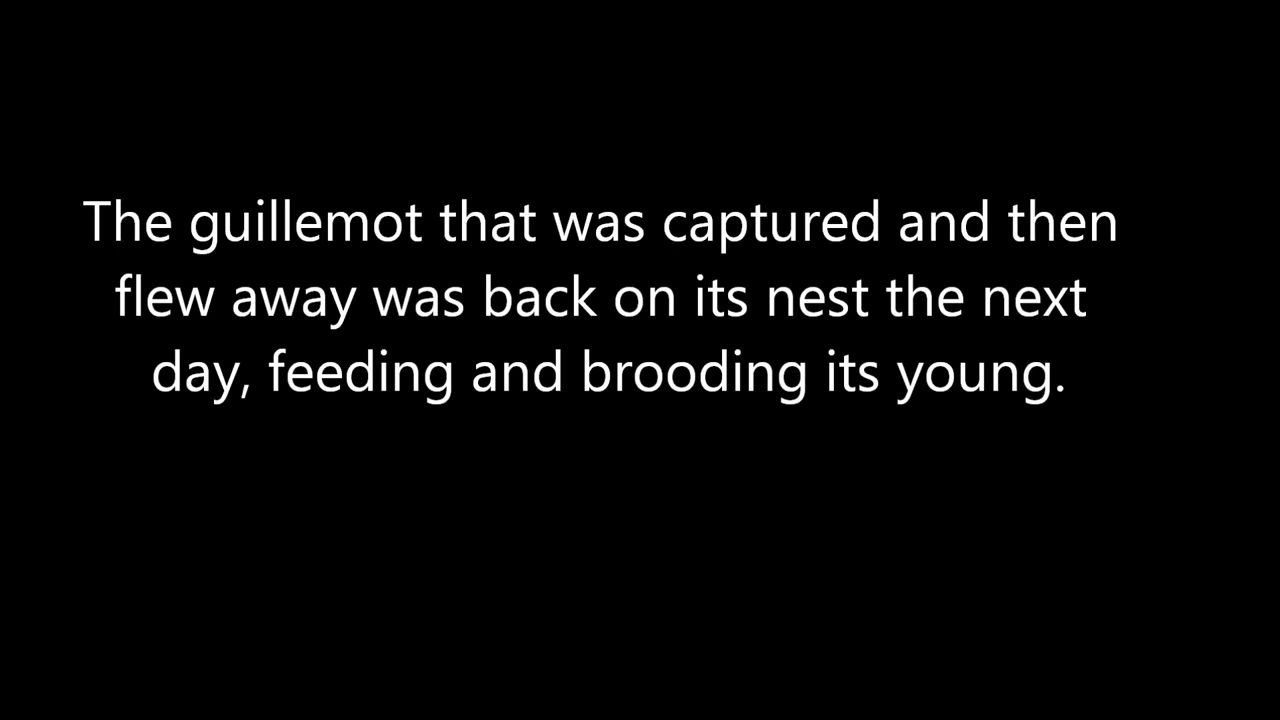 The guillemot that was captured and then
flew away was back on its nest the next
day, feeding and brooding its young.